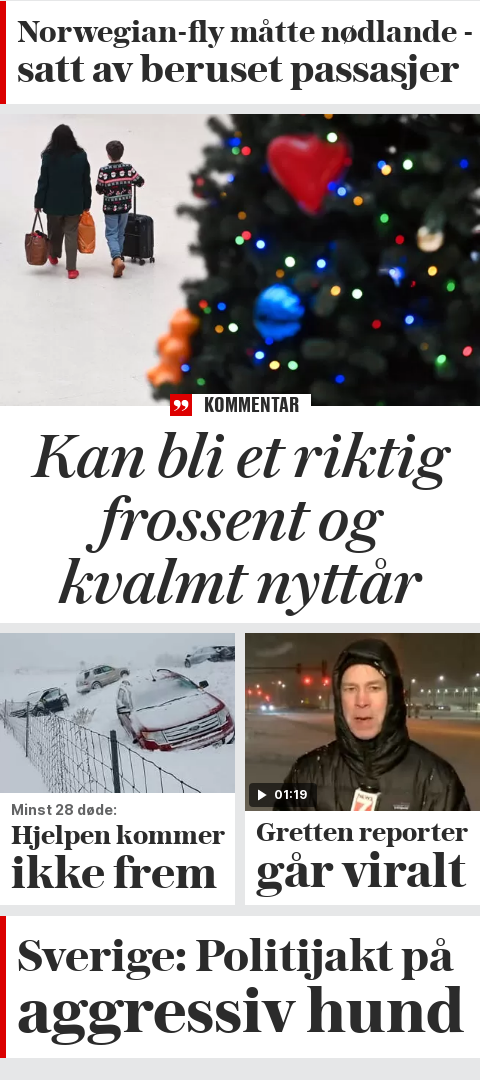 Norwegian-fly måtte nødlande -
satt av beruset passasjer
KOMMENTAR
Kan bli et riktig
frossent og
kvalmt nyttår
Minst 28 døde:
Hjelpen kommer
ikke frem
01:19
Gretten reporter
går viralt
Sverige: Politijakt på
aggressiv hund